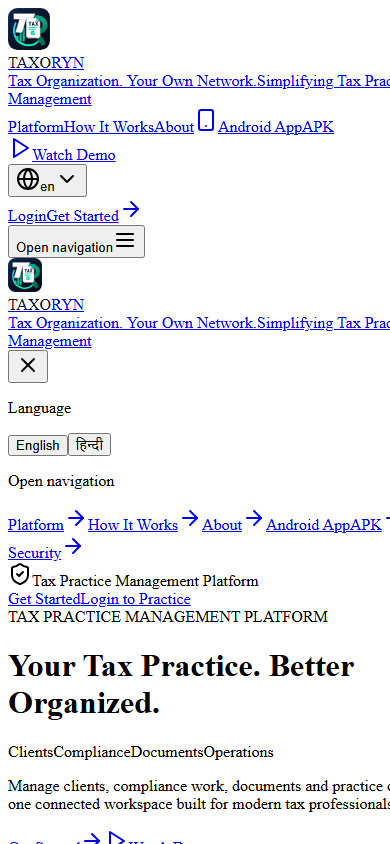 TAX
TAXORYN
Tax Organization. Your Own Network.Simplifying Tax Prac
Management
PlatformHow It WorksAbout Android AppAPK
Watch Demo
en
LoginGet Started
Open navigation
TAX
TAXORYN
Tax Organization. Your Own Network.Simplifying Tax Prac
Management
Language
English हिन्दी
Open navigation
Platform How It Works About Android AppAPK
Security
Tax Practice Management Platform
Get StartedLogin to Practice
TAX PRACTICE MANAGEMENT PLATFORM
Your Tax Practice. Better
Organized.
ClientsComplianceDocumentsOperations
Manage clients, compliance work, documents and practice
one connected workspace built for modern tax professionals